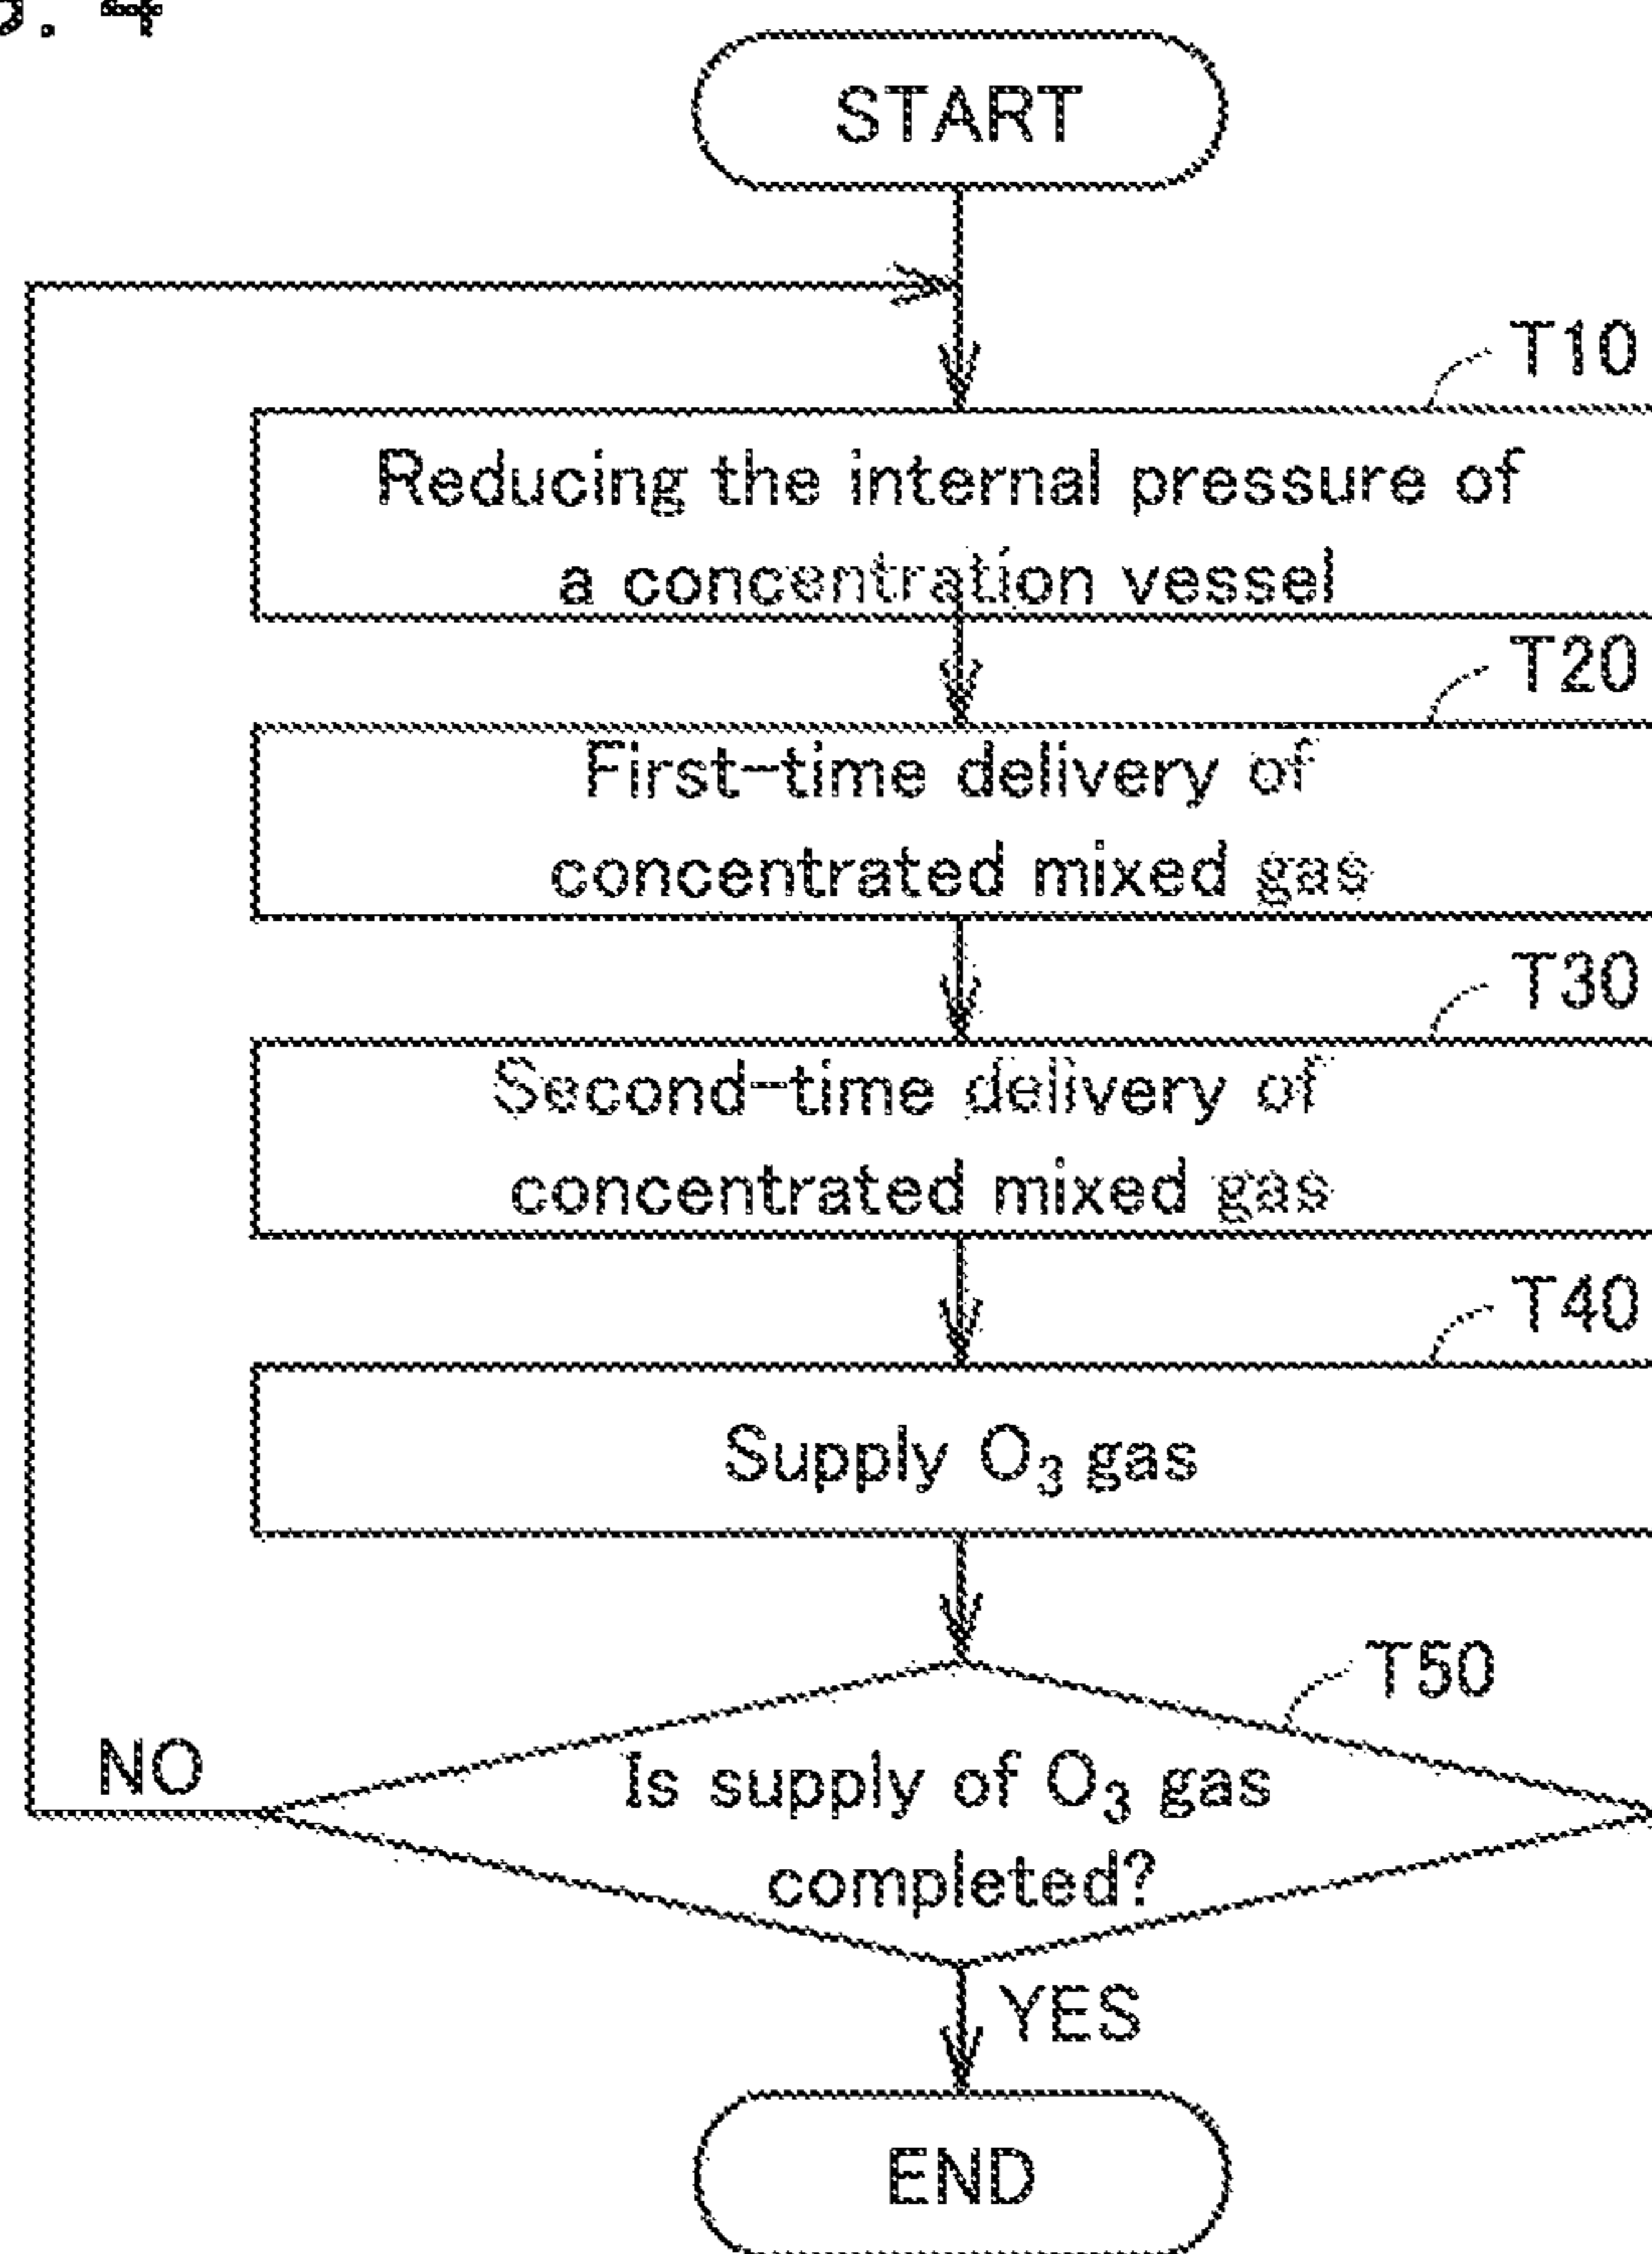 . 4
START
T10
Reducing the internal pressure of
a concentration vessel
T20
First-time delivery of
concentrated mixed gas
T30
Second-time delivery of
concentrated mixed gas
T40
Supply O₃ gas
T50
NO
Is supply of O₃ gas
completed?
YES
END